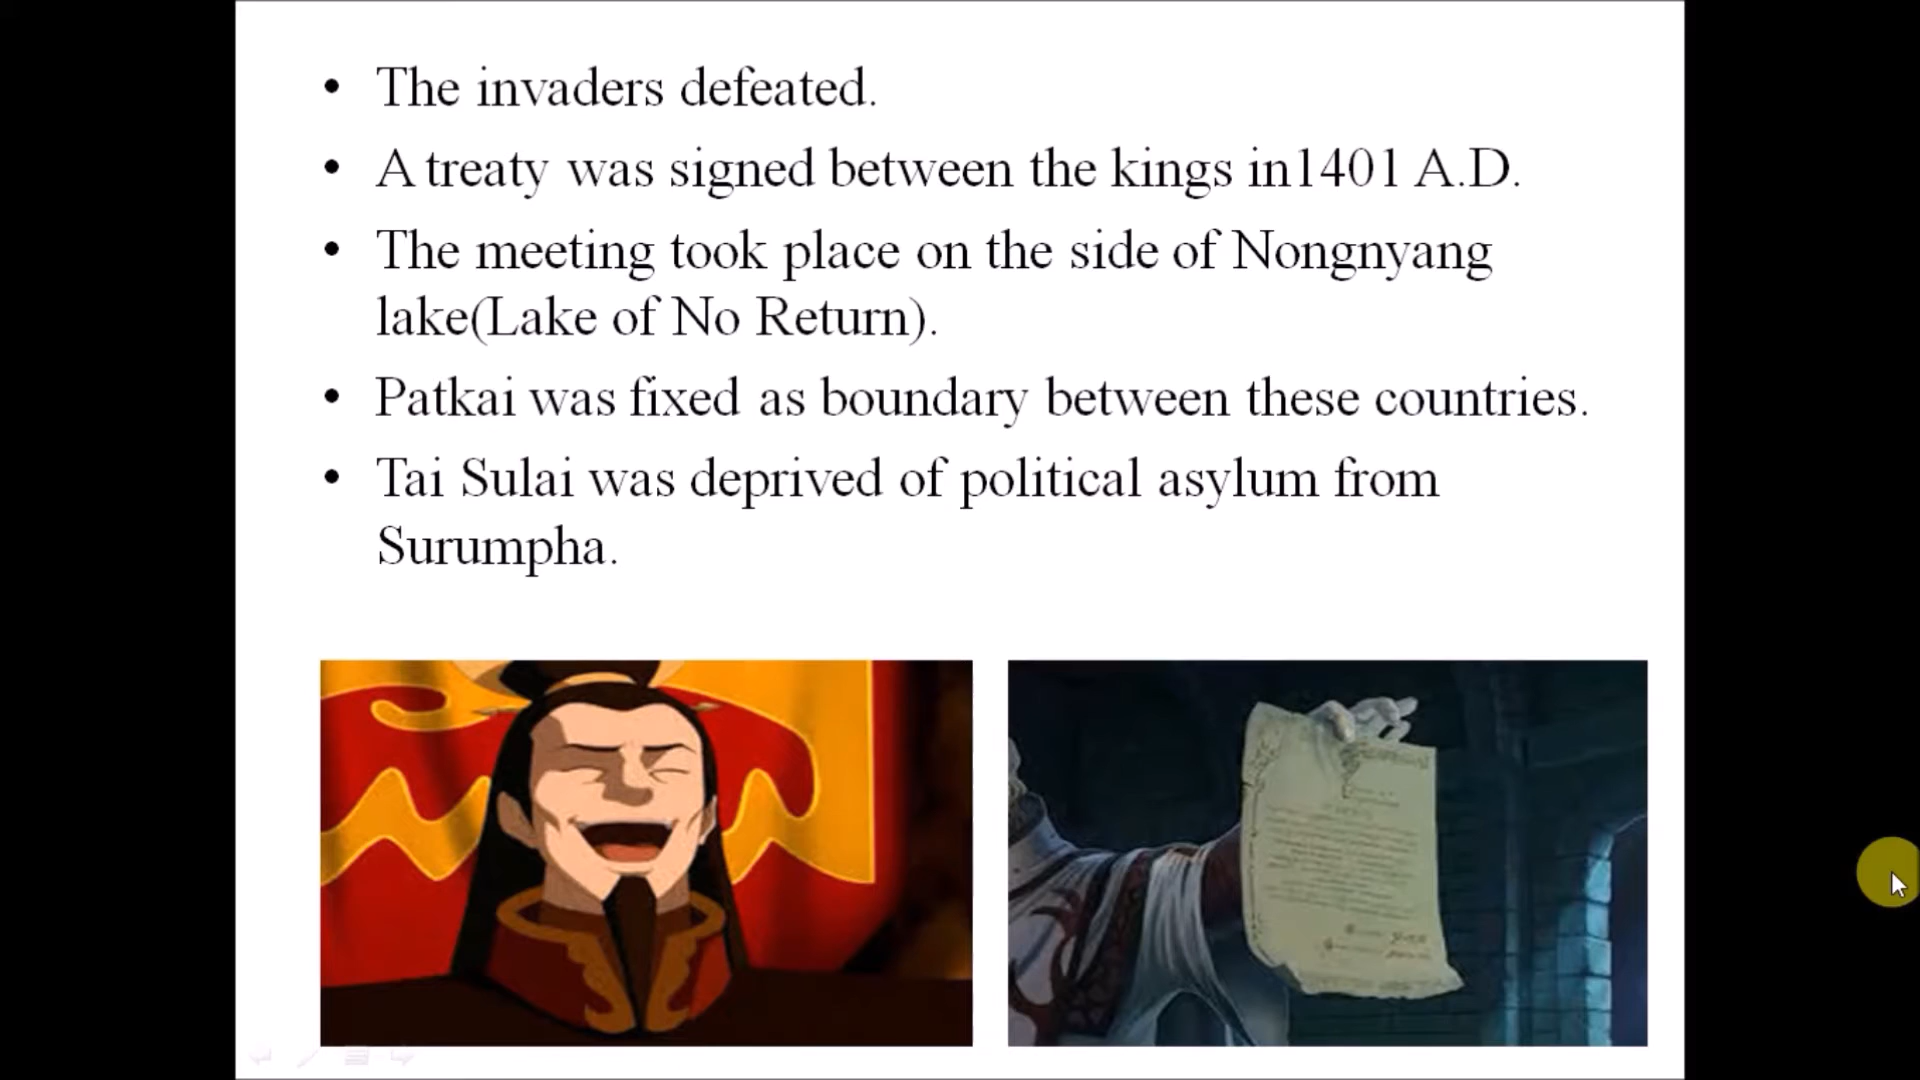 • The invaders defeated.
• A treaty was signed between the kings in1401 A.D.
• The meeting took place on the side of Nongnyang
lake(Lake of No Return).
• Patkai was fixed as boundary between these countries.
• Tai Sulai was deprived of political asylum from
Surumpha.